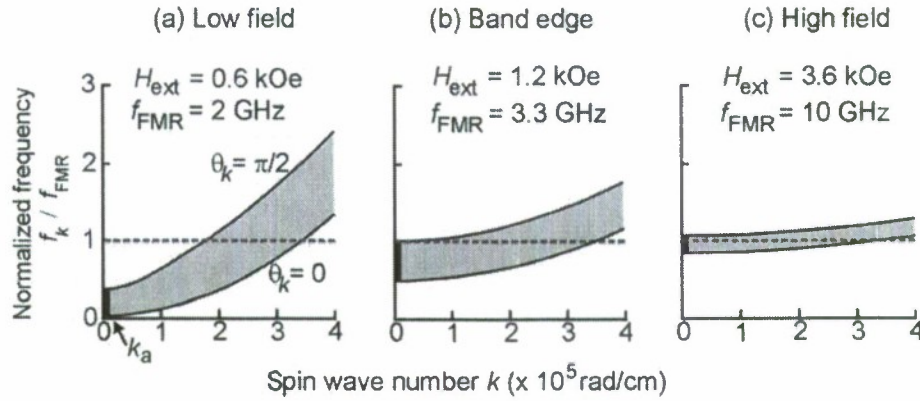 (a) Low field
(b) Band edge
(c) High field
Normalized frequency
f_k / f_FMR
3
2
1
0
H_ext = 0.6 kOe
f_FMR = 2 GHz
θ_k = π/2
θ_k = 0
k_a
0 1 2 3 4
H_ext = 1.2 kOe
f_FMR = 3.3 GHz
0 1 2 3 4
H_ext = 3.6 kOe
f_FMR = 10 GHz
0 1 2 3 4
Spin wave number k (x 10^5 rad/cm)